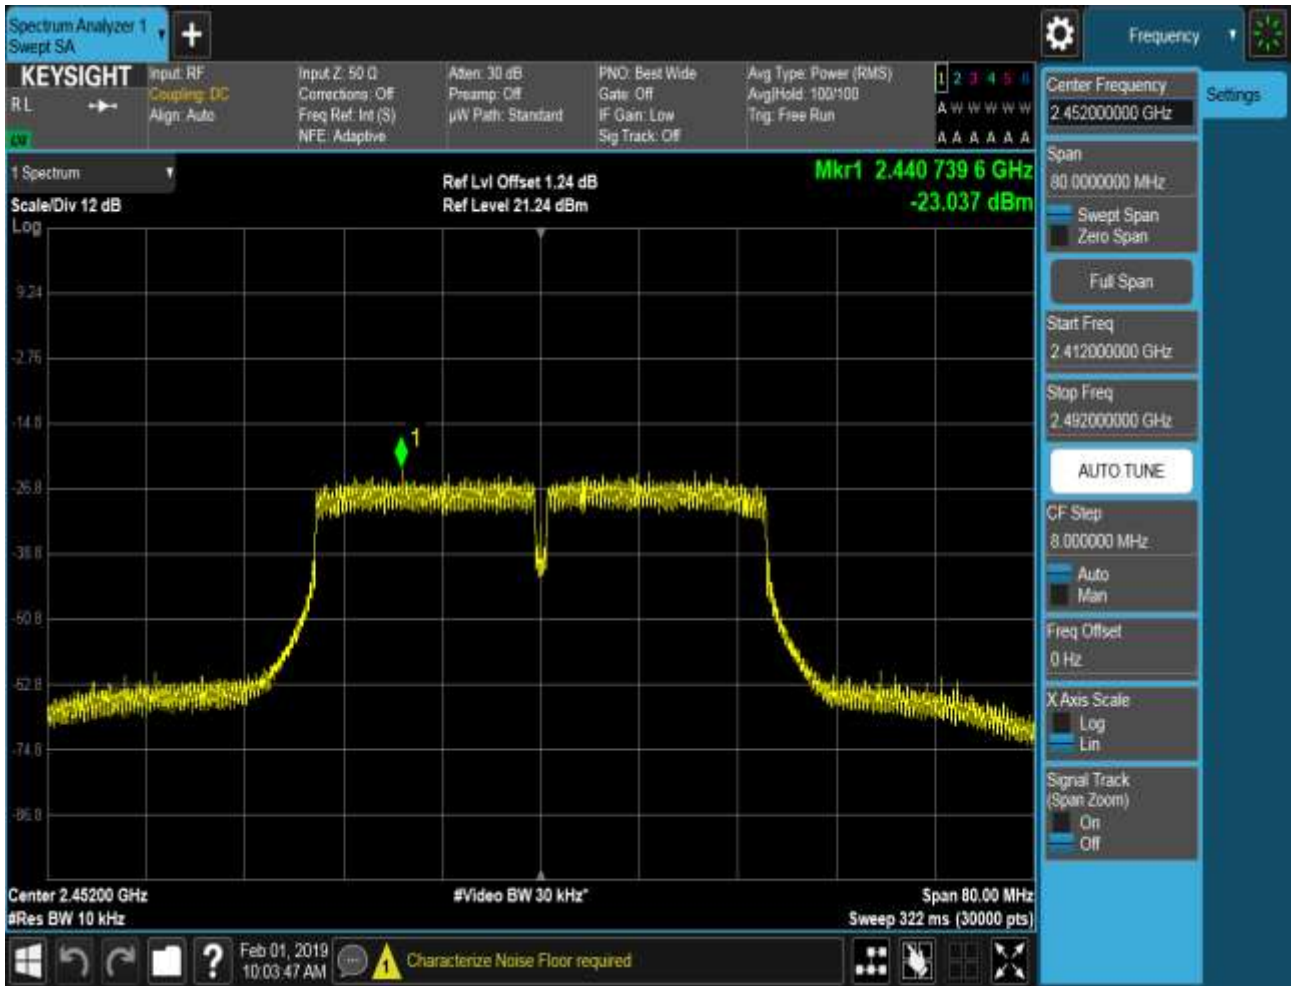 Spectrum Analyzer 1
Swept SA
+
Frequency
KEYSIGHT
R L
Input: RF
Coupling: DC
Align: Auto
Input Z: 50 Ω
Corrections: Off
Freq Ref: Int (S)
NFE: Adaptive
Atten: 30 dB
Preamp: Off
µW Path: Standard
PNO: Best Wide
Gate: Off
IF Gain: Low
Sig Track: Off
Avg Type: Power (RMS)
Avg|Hold: 100/100
Trig: Free Run
1 2 3 4 5 6
A W W W W W
A A A A A A
1 Spectrum
Scale/Div 12 dB
Log
Ref Lvl Offset 1.24 dB
Ref Level 21.24 dBm
Mkr1 2.440 739 6 GHz
-23.037 dBm
9.24
-2.76
-14.8
-26.8
-38.8
-50.8
-62.8
-74.8
-86.8
1
Center 2.45200 GHz
#Res BW 10 kHz
#Video BW 30 kHz*
Span 80.00 MHz
Sweep 322 ms (30000 pts)
Center Frequency
2.452000000 GHz
Settings
Span
80.0000000 MHz
Swept Span
Zero Span
Full Span
Start Freq
2.412000000 GHz
Stop Freq
2.492000000 GHz
AUTO TUNE
CF Step
8.000000 MHz
Auto
Man
Freq Offset
0 Hz
X Axis Scale
Log
Lin
Signal Track
(Span Zoom)
On
Off
?
Feb 01, 2019
10:03:47 AM
1
Characterize Noise Floor required